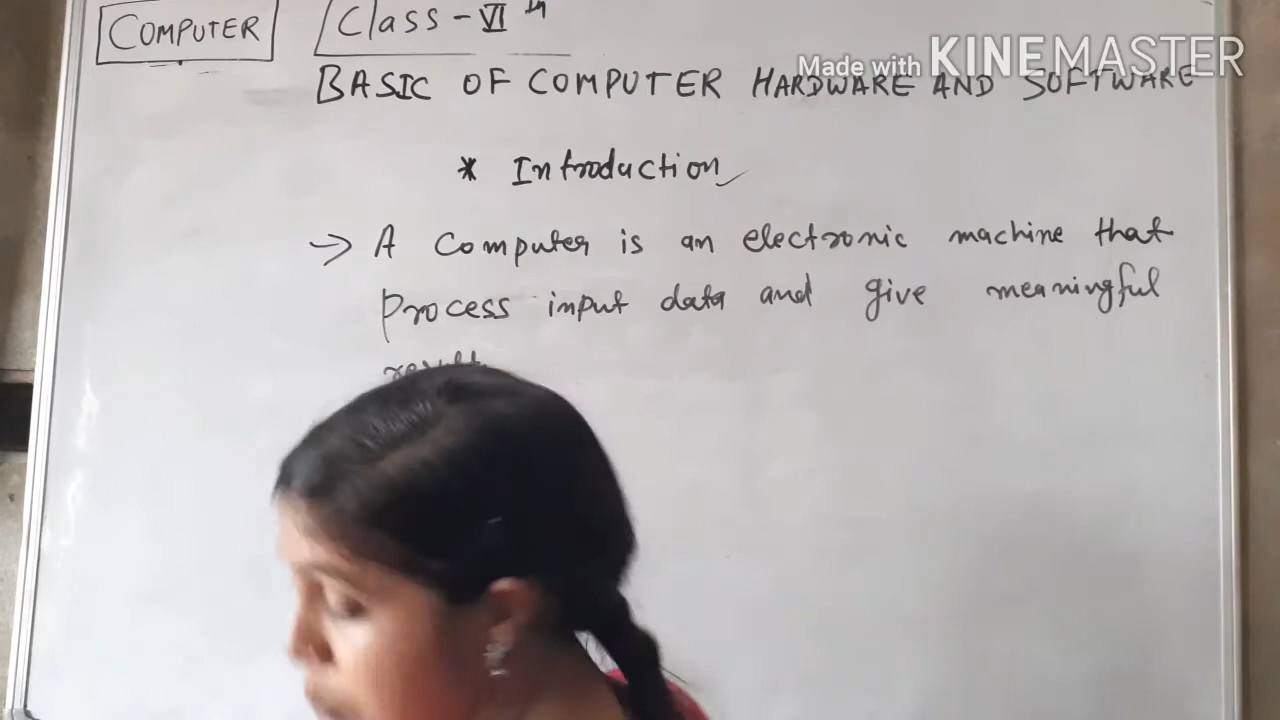 COMPUTER
Class - VI th
Made with KINEMASTER
BASIC OF COMPUTER HARDWARE AND SOFTWARE
* Introduction
→ A Computer is an electronic machine that
process input data and give meaningful
result.